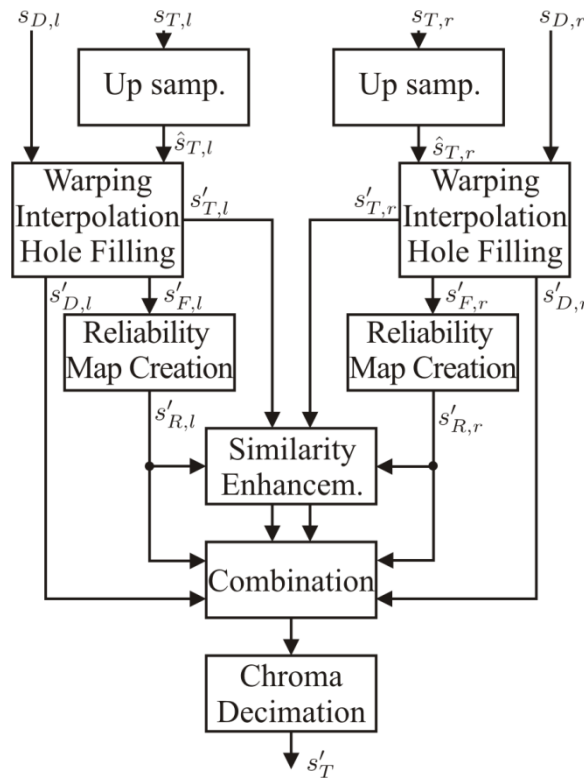 s_{D,l} s_{T,l} s_{T,r} s_{D,r}
Up samp. Up samp.
ŝ_{T,l} ŝ_{T,r}
Warping
Interpolation
Hole Filling
s'_{T,l} s'_{T,r}
Warping
Interpolation
Hole Filling
s'_{D,l} s'_{F,l} s'_{F,r} s'_{D,r}
Reliability
Map Creation
Reliability
Map Creation
s'_{R,l} s'_{R,r}
Similarity
Enhancem.
Combination
Chroma
Decimation
s'_T